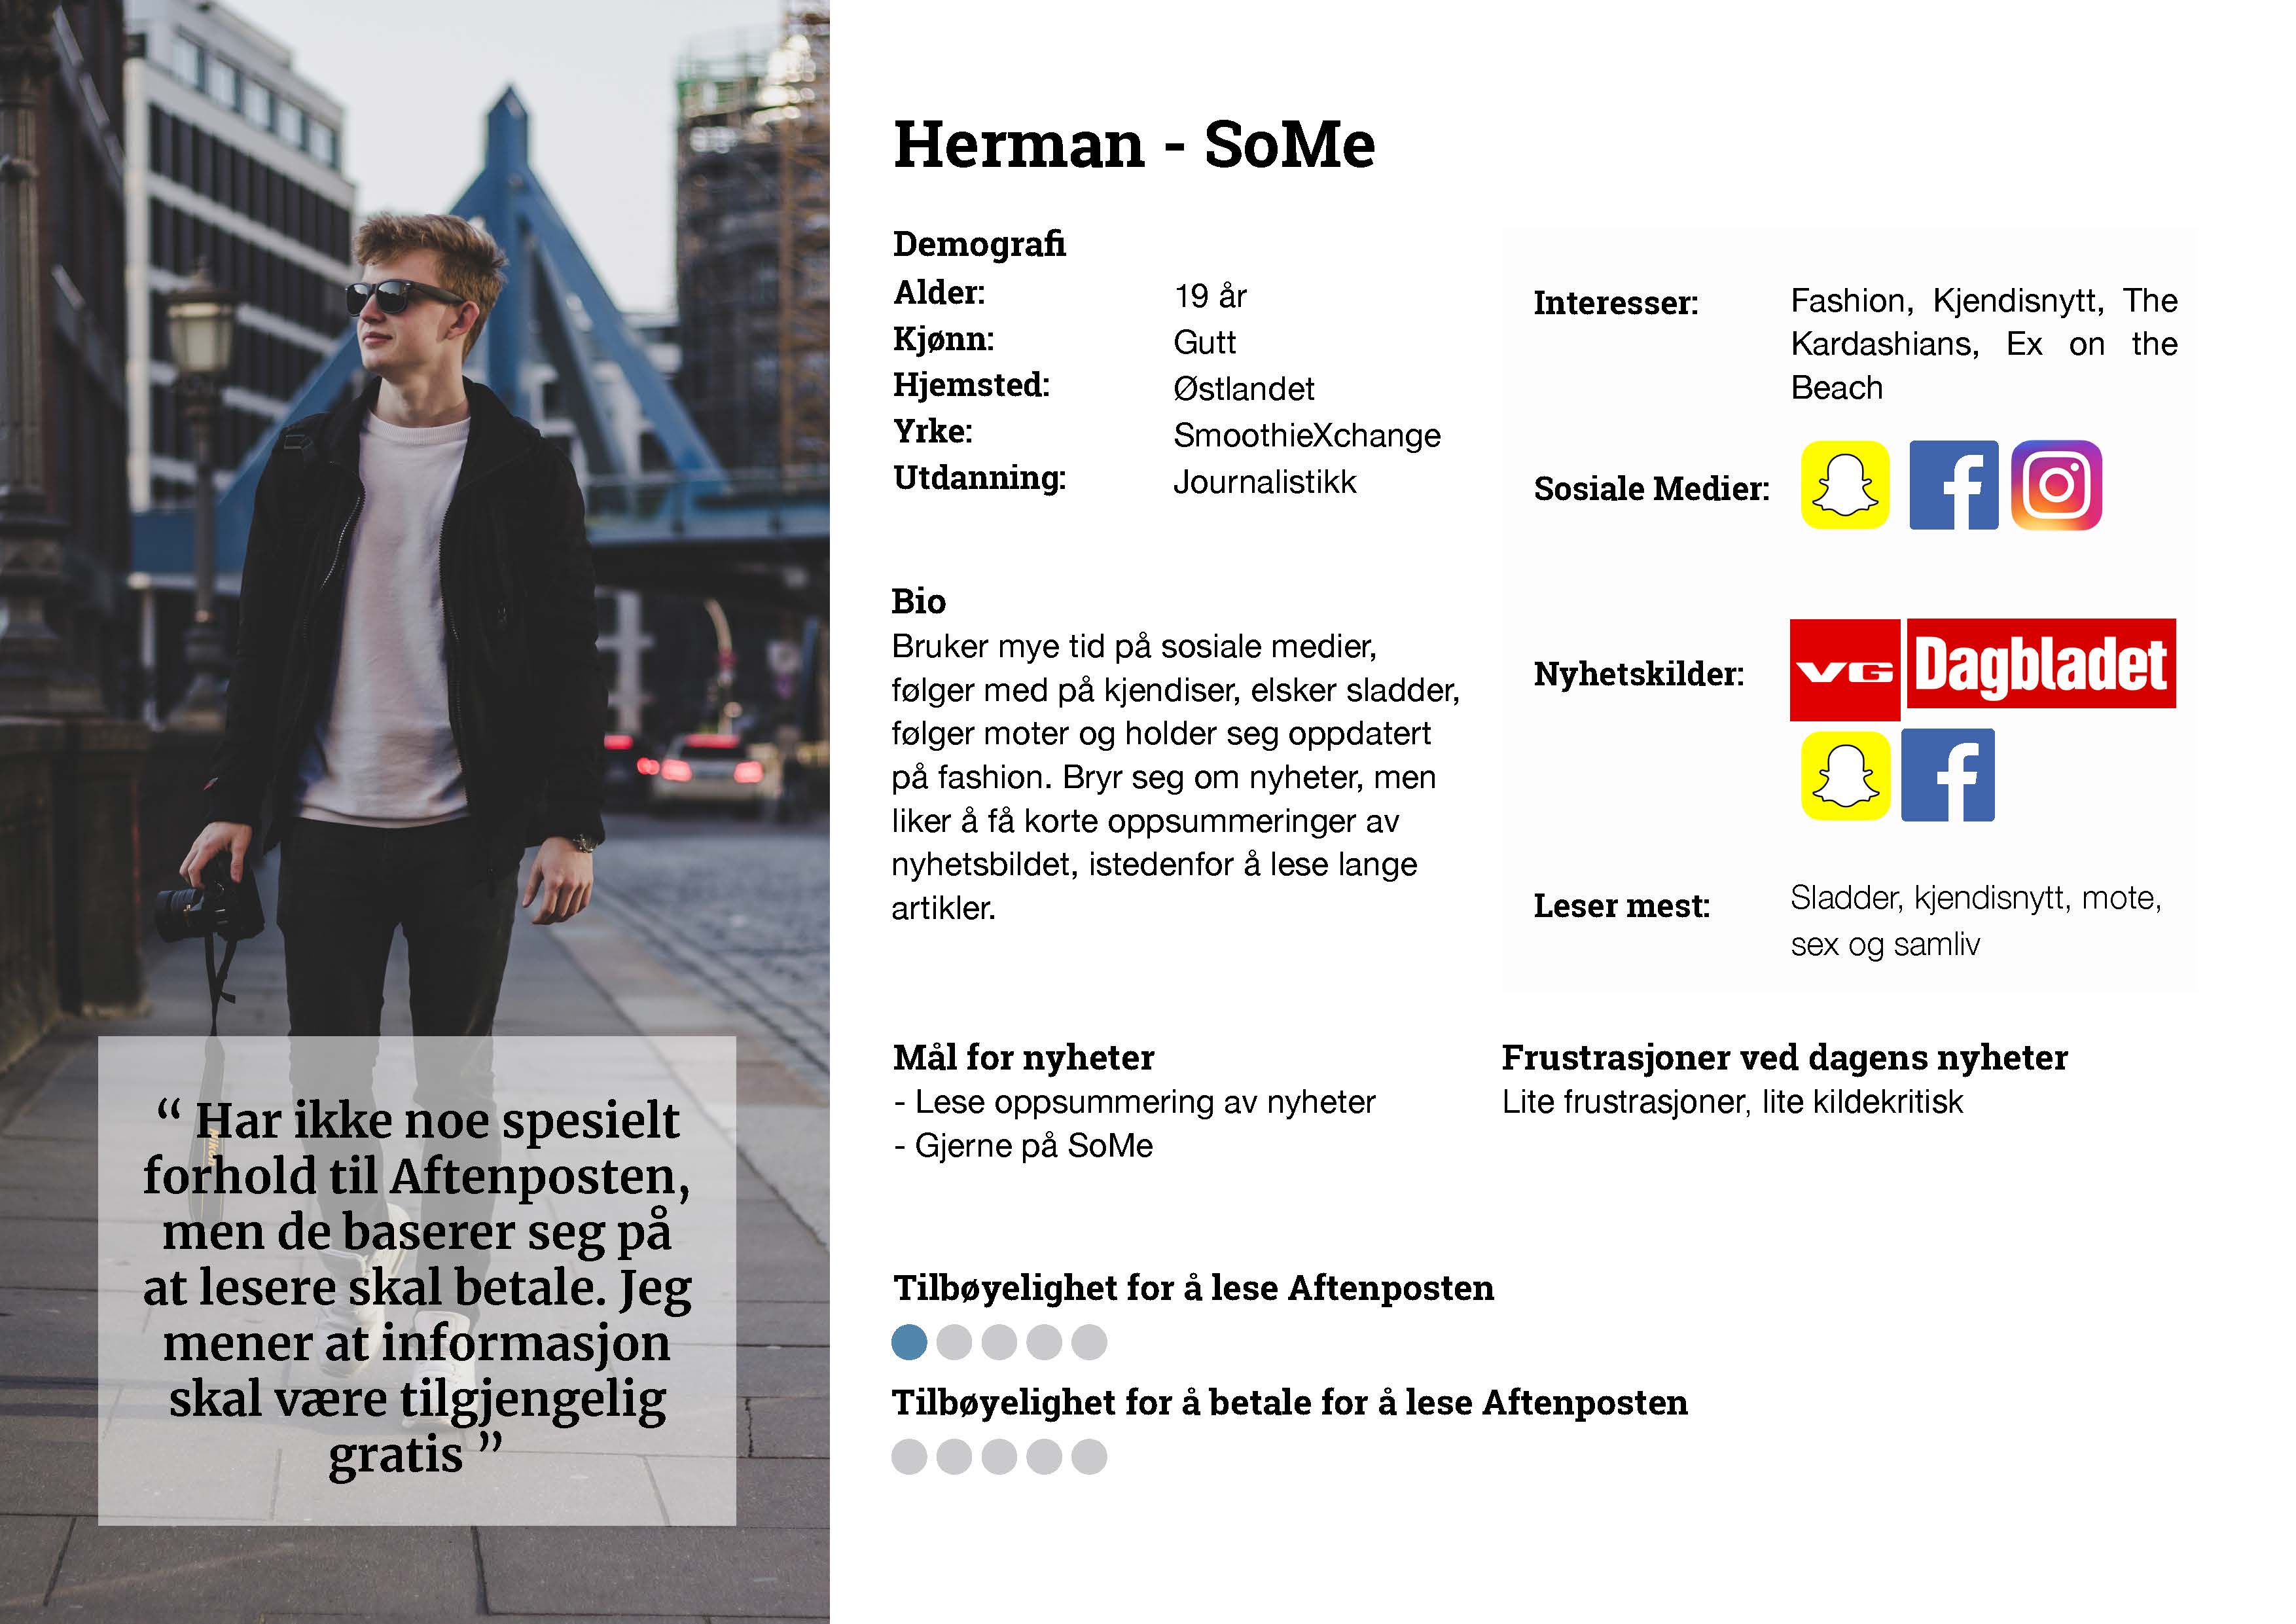 Herman - SoMe
Demografi
Alder: 19 år
Kjønn: Gutt
Hjemsted: Østlandet
Yrke: SmoothieXchange
Utdanning: Journalistikk
Bio
Bruker mye tid på sosiale medier,
følger med på kjendiser, elsker sladder,
følger moter og holder seg oppdatert
på fashion. Bryr seg om nyheter, men
liker å få korte oppsummeringer av
nyhetsbildet, istedenfor å lese lange
artikler.
Interesser: Fashion, Kjendisnytt, The
Kardashians, Ex on the
Beach
Sosiale Medier: f
Nyhetskilder: VG Dagbladet
f
Leser mest: Sladder, kjendisnytt, mote,
sex og samliv
Mål for nyheter
- Lese oppsummering av nyheter
- Gjerne på SoMe
Frustrasjoner ved dagens nyheter
Lite frustrasjoner, lite kildekritisk
Tilbøyelighet for å lese Aftenposten
Tilbøyelighet for å betale for å lese Aftenposten
“ Har ikke noe spesielt
forhold til Aftenposten,
men de baserer seg på
at lesere skal betale. Jeg
mener at informasjon
skal være tilgjengelig
gratis ”
Nikon